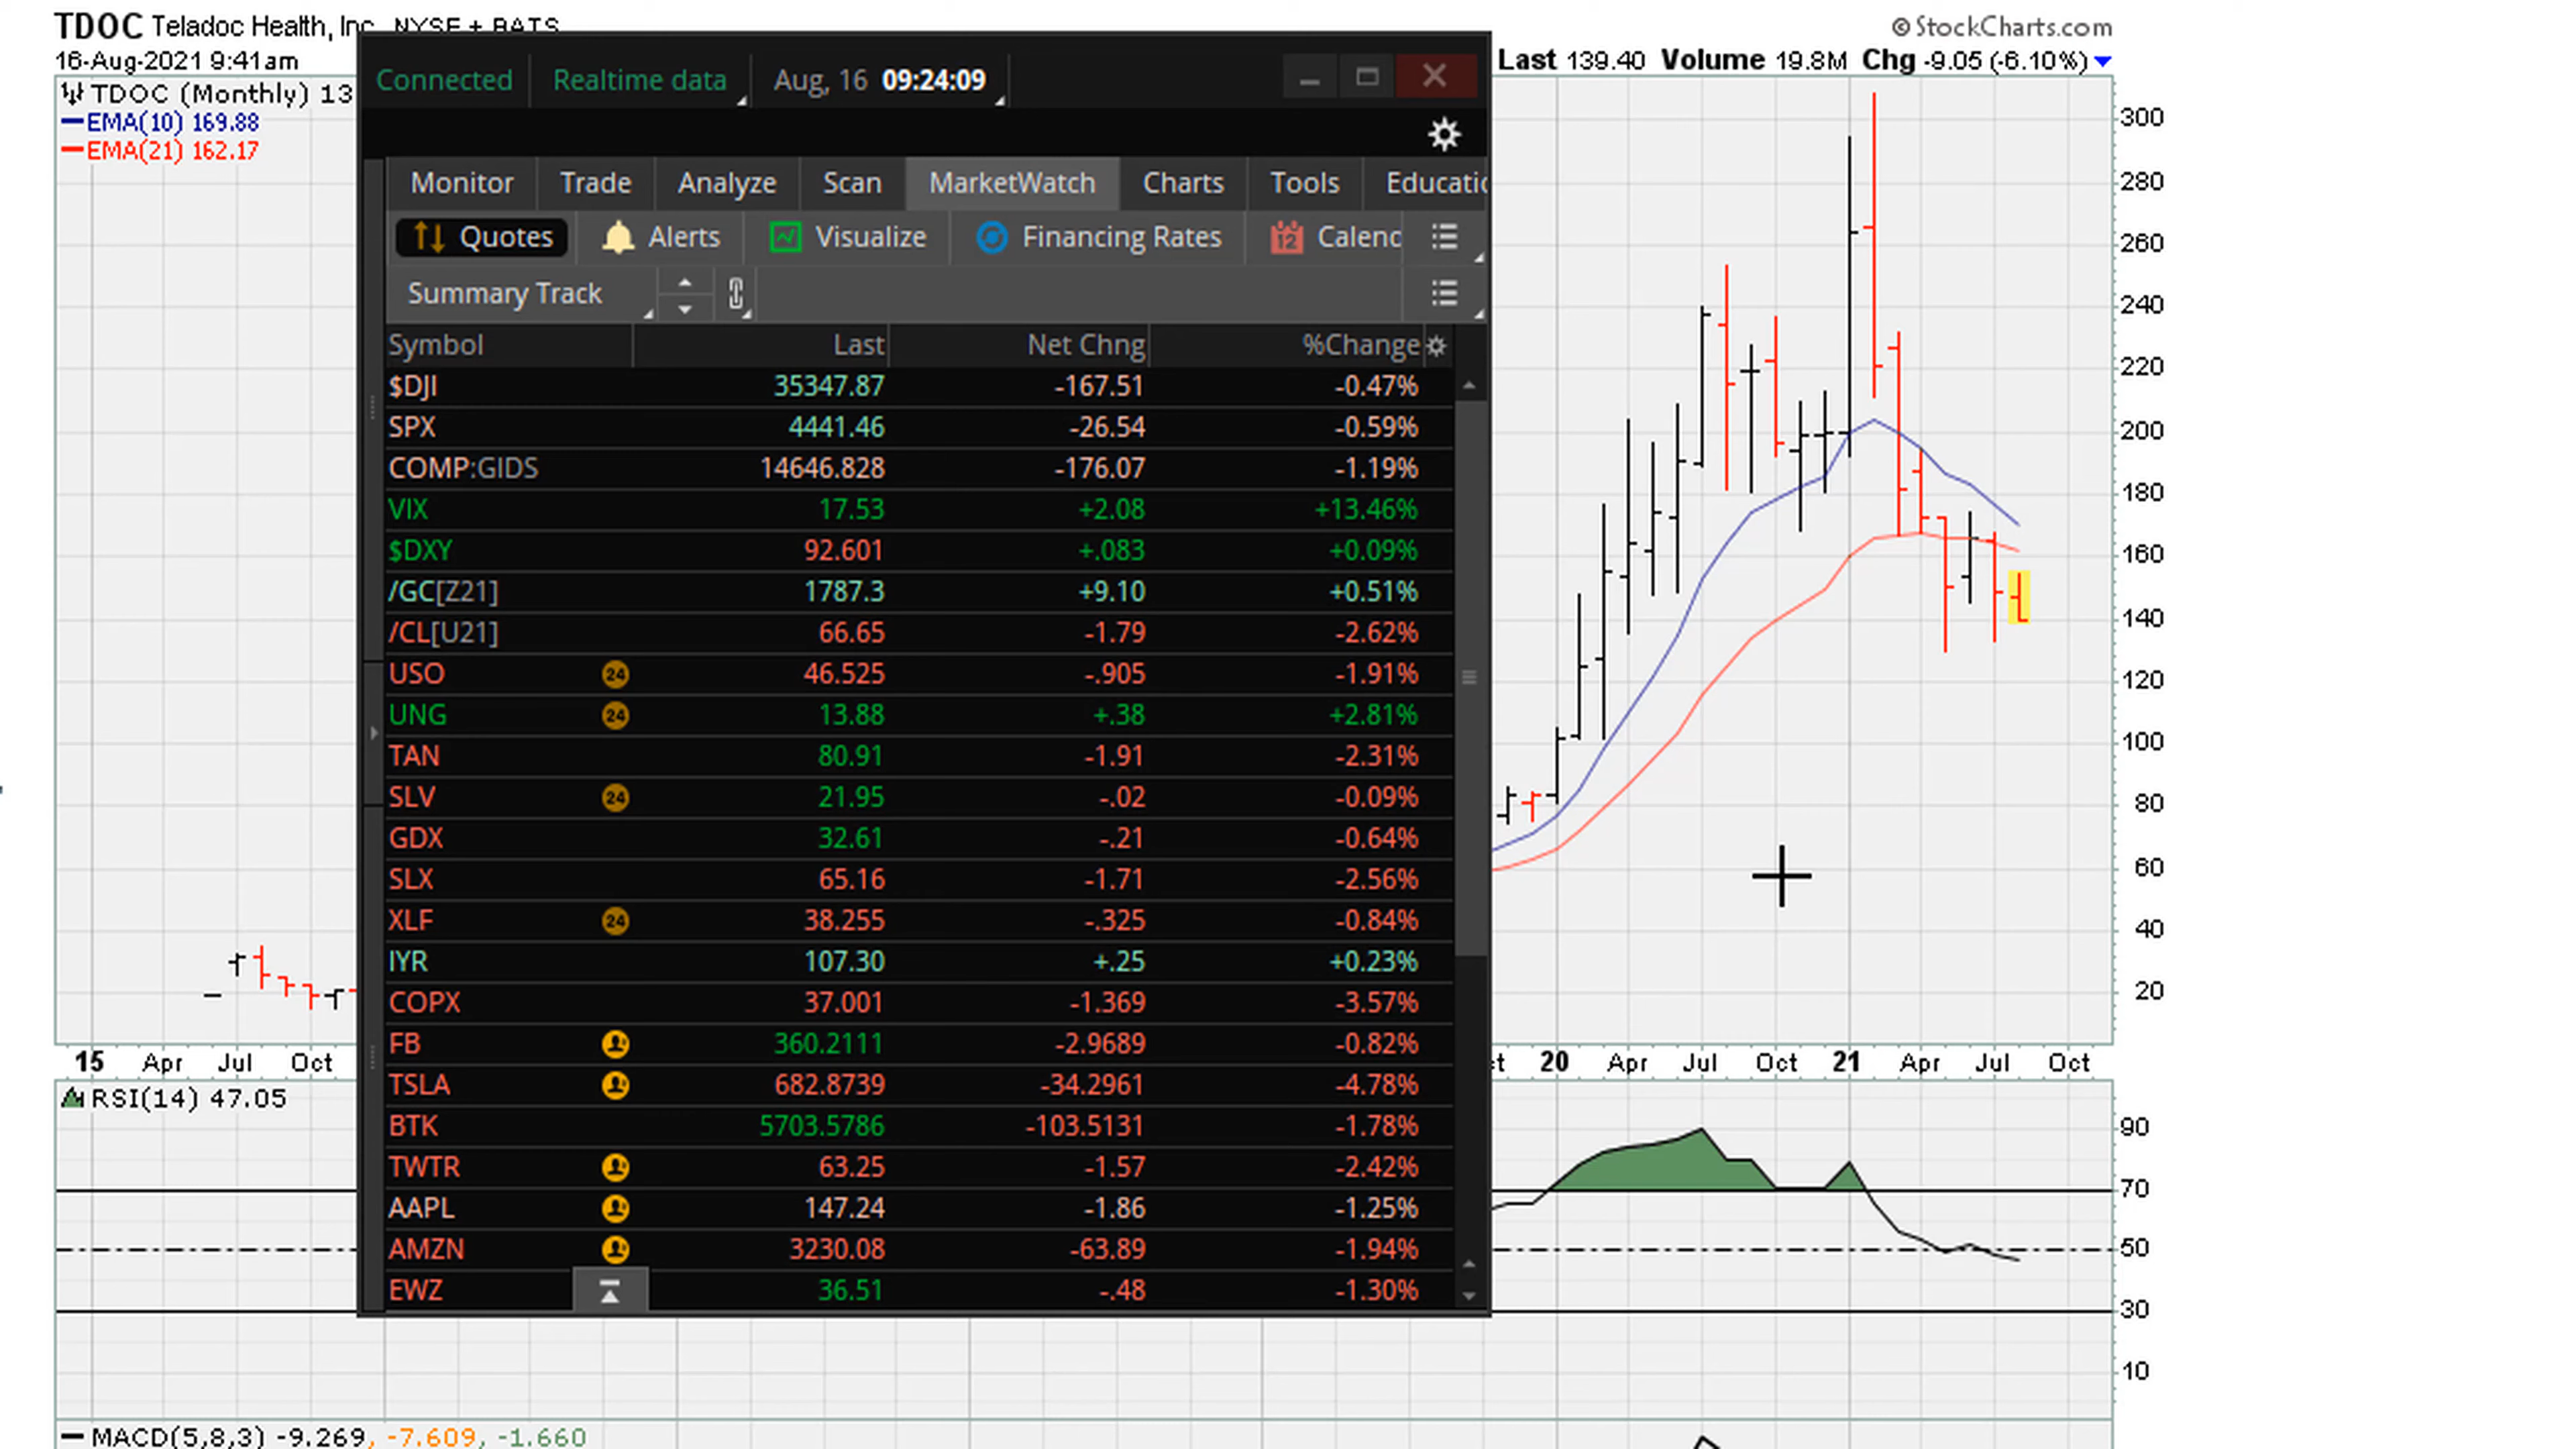 TDOC Teladoc Health, Inc. NYSE + BATS
© StockCharts.com
16-Aug-2021 9:41am
Last 139.40 Volume 19.8M Chg -9.05 (-6.10%)
TDOC (Monthly) 13
EMA(10) 169.88
EMA(21) 162.17
Connected Realtime data Aug, 16 09:24:09
Monitor Trade Analyze Scan MarketWatch Charts Tools Educatio
Quotes Alerts Visualize Financing Rates 12 Calend
Summary Track
Symbol Last Net Chng %Change
$DJI 35347.87 -167.51 -0.47%
SPX 4441.46 -26.54 -0.59%
COMP:GIDS 14646.828 -176.07 -1.19%
VIX 17.53 +2.08 +13.46%
$DXY 92.601 +.083 +0.09%
/GC[Z21] 1787.3 +9.10 +0.51%
/CL[U21] 66.65 -1.79 -2.62%
USO 24 46.525 -.905 -1.91%
UNG 24 13.88 +.38 +2.81%
TAN 80.91 -1.91 -2.31%
SLV 24 21.95 -.02 -0.09%
GDX 32.61 -.21 -0.64%
SLX 65.16 -1.71 -2.56%
XLF 24 38.255 -.325 -0.84%
IYR 107.30 +.25 +0.23%
COPX 37.001 -1.369 -3.57%
FB 360.2111 -2.9689 -0.82%
TSLA 682.8739 -34.2961 -4.78%
BTK 5703.5786 -103.5131 -1.78%
TWTR 63.25 -1.57 -2.42%
AAPL 147.24 -1.86 -1.25%
AMZN 3230.08 -63.89 -1.94%
EWZ 36.51 -.48 -1.30%
300
280
260
240
220
200
180
160
140
120
100
80
60
40
20
15 Apr Jul Oct
ct 20 Apr Jul Oct 21 Apr Jul Oct
RSI(14) 47.05
90
70
50
30
10
MACD(5,8,3) -9.269, -7.609, -1.660